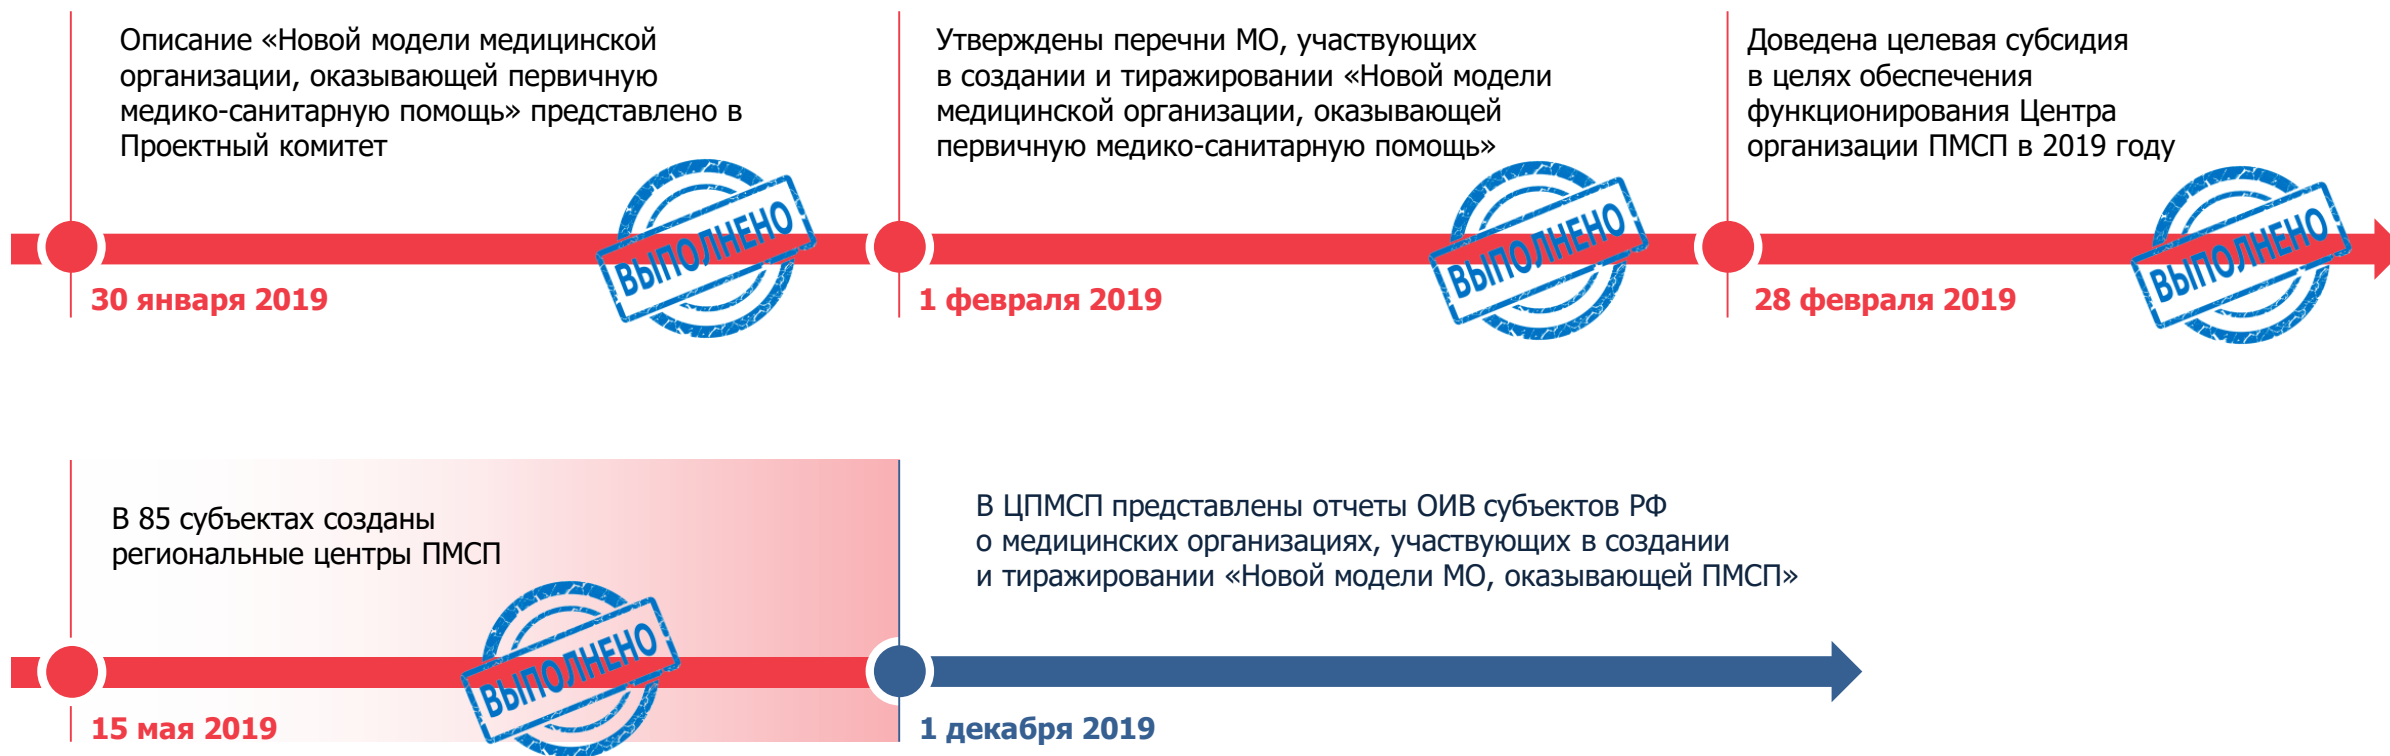 Описание «Новой модели медицинской
организации, оказывающей первичную
медико-санитарную помощь» представлено в
Проектный комитет
ВЫПОЛНЕНО
30 января 2019
Утверждены перечни МО, участвующих
в создании и тиражировании «Новой модели
медицинской организации, оказывающей
первичную медико-санитарную помощь»
ВЫПОЛНЕНО
1 февраля 2019
Доведена целевая субсидия
в целях обеспечения
функционирования Центра
организации ПМСП в 2019 году
ВЫПОЛНЕНО
28 февраля 2019
В 85 субъектах созданы
региональные центры ПМСП
ВЫПОЛНЕНО
15 мая 2019
В ЦПМСП представлены отчеты ОИВ субъектов РФ
о медицинских организациях, участвующих в создании
и тиражировании «Новой модели МО, оказывающей ПМСП»
1 декабря 2019